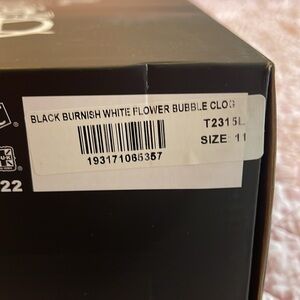 BLACK BURNISH WHITE FLOWER BUBBLE CLOG
T2315L
SIZE: 11
193171066357
22